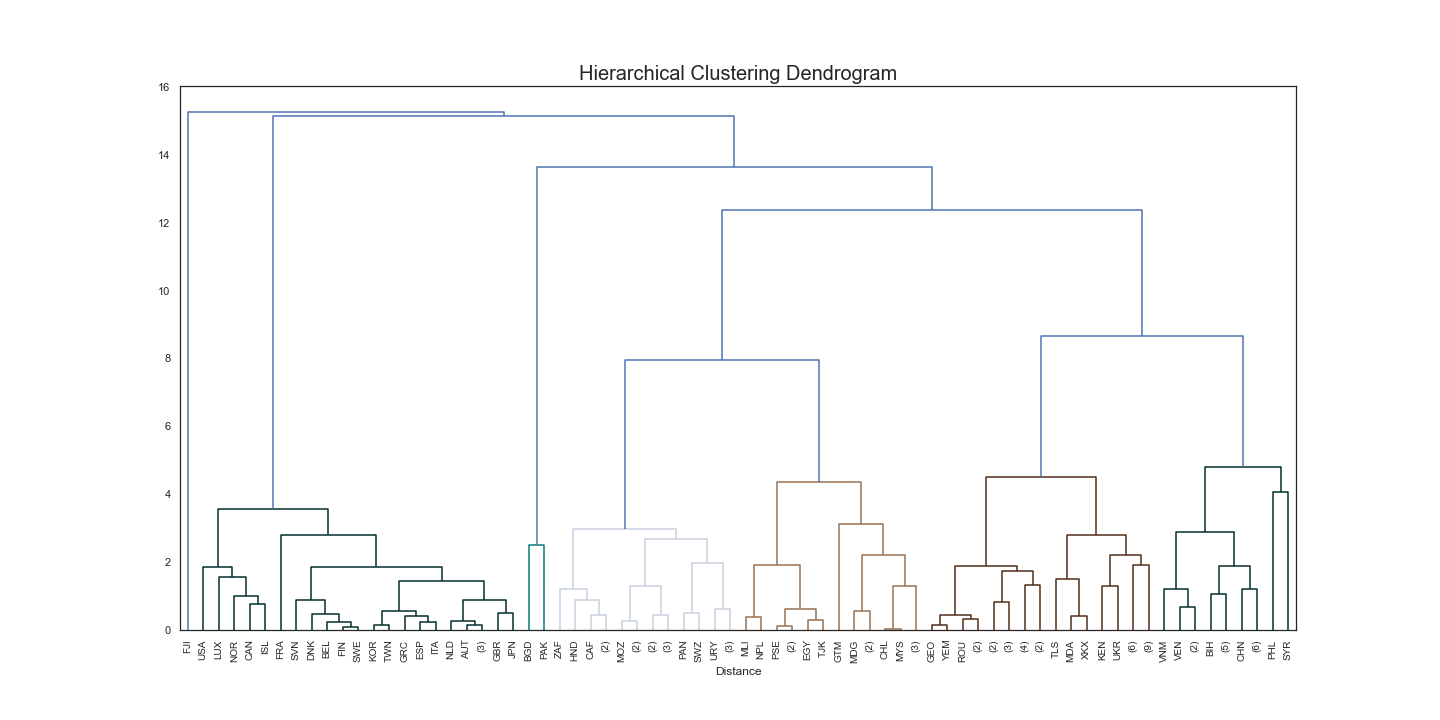 Hierarchical Clustering Dendrogram
16
14
12
10
8
6
4
2
0
FJI
USA
LUX
NOR
CAN
ISL
FRA
SVN
DNK
BEL
FIN
SWE
KOR
TWN
GRC
ESP
ITA
NLD
AUT
(3)
GBR
JPN
BGD
PAK
ZAF
HND
CAF
(2)
MOZ
(2)
(2)
(3)
PAN
SWZ
URY
(3)
MLI
NPL
PSE
(2)
EGY
TJK
GTM
MDG
(2)
CHL
MYS
(3)
GEO
YEM
ROU
(2)
(2)
(3)
(4)
(2)
TLS
MDA
XKX
KEN
UKR
(6)
(9)
VNM
VEN
(2)
BIH
(5)
CHN
(6)
PHL
SYR
Distance